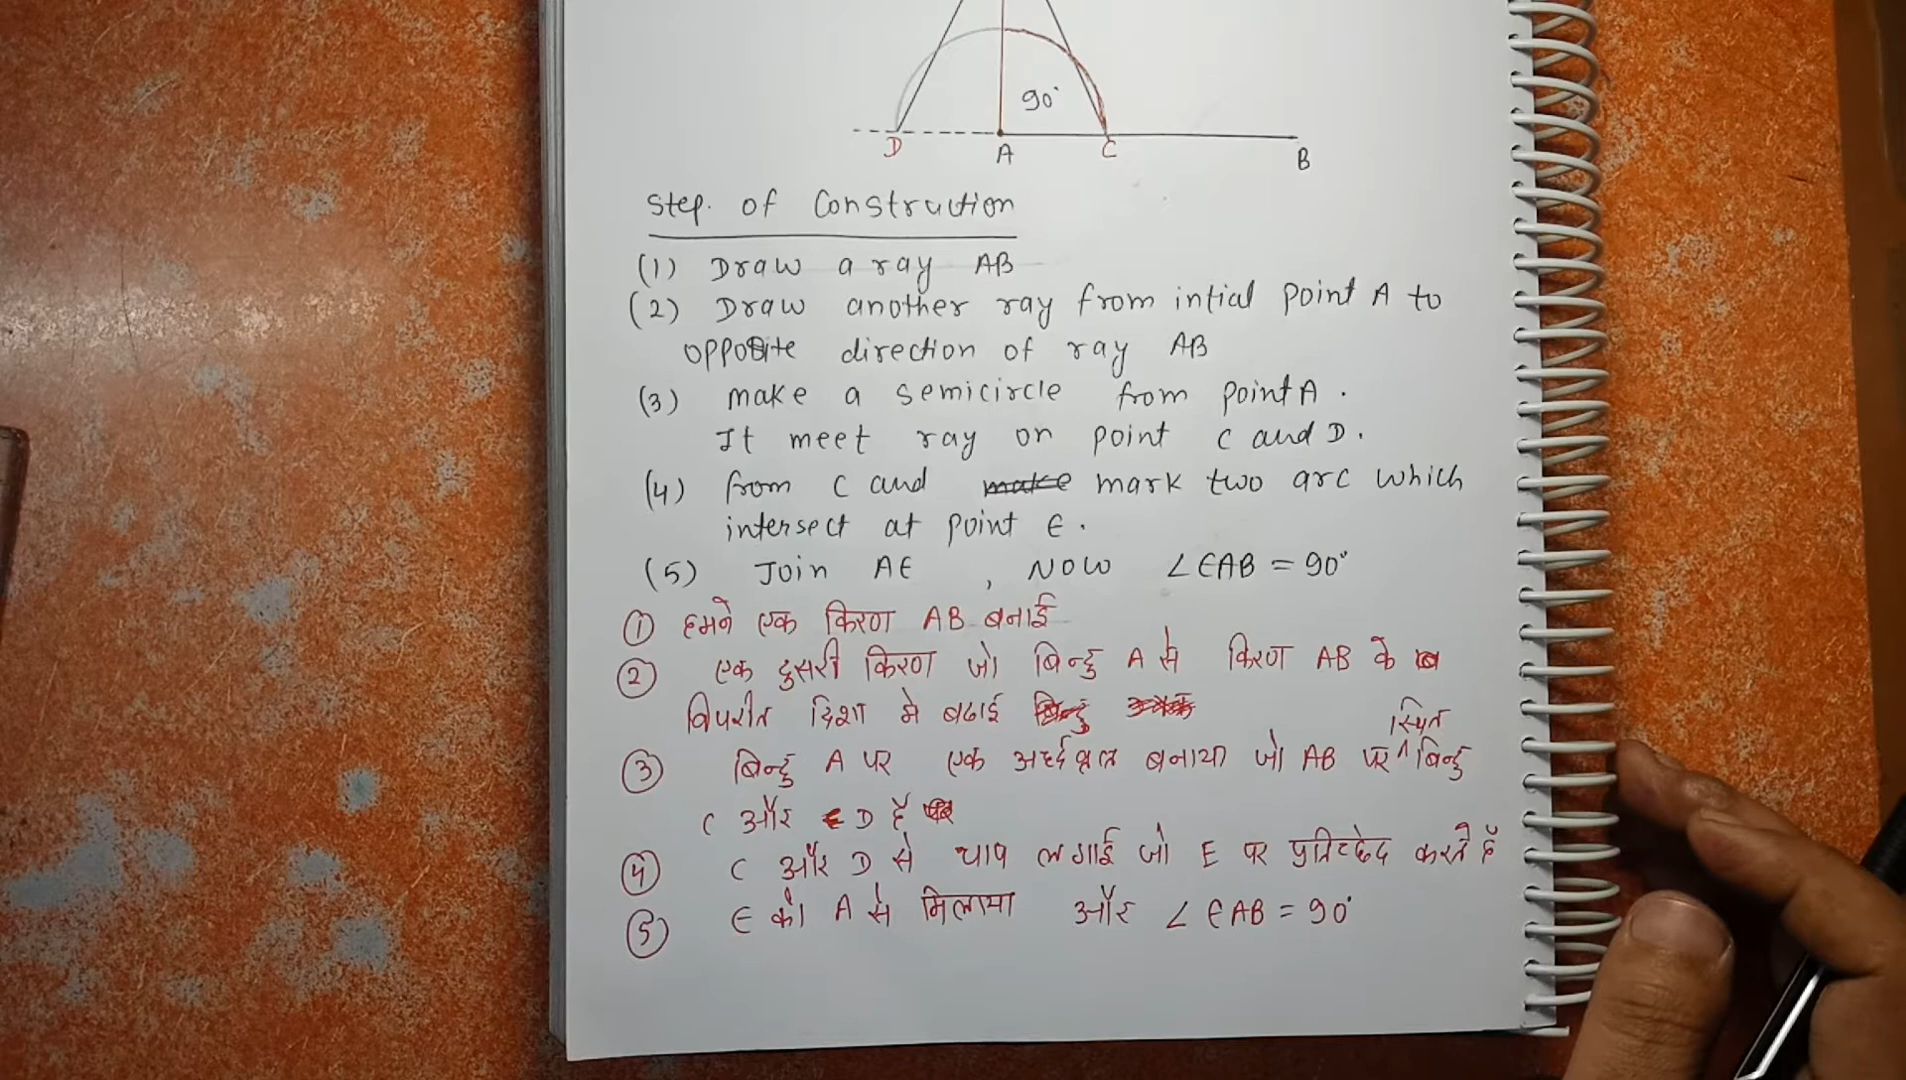 90°
D A C B
Step. of Construction
(1) Draw a ray AB
(2) Draw another ray from intial point A to
opposite direction of ray AB
(3) make a semicircle from point A .
It meet ray on point C and D .
(4) from C and make mark two arc which
intersect at point E .
(5) Join AE , NOW ∠EAB = 90°
① हमने एक किरण AB बनाई
② एक दुसरी किरण जो बिन्दु A से किरण AB के
विपरीत दिशा मे बढाई
स्थित
③ बिन्दु A पर एक अर्द्धवृत्त बनाया जो AB पर ^ बिन्दु
C और D हैं
④ C और D से चाप लगाई जो E पर प्रतिच्छेद करते हैं
⑤ E को A से मिलाया और ∠EAB = 90°